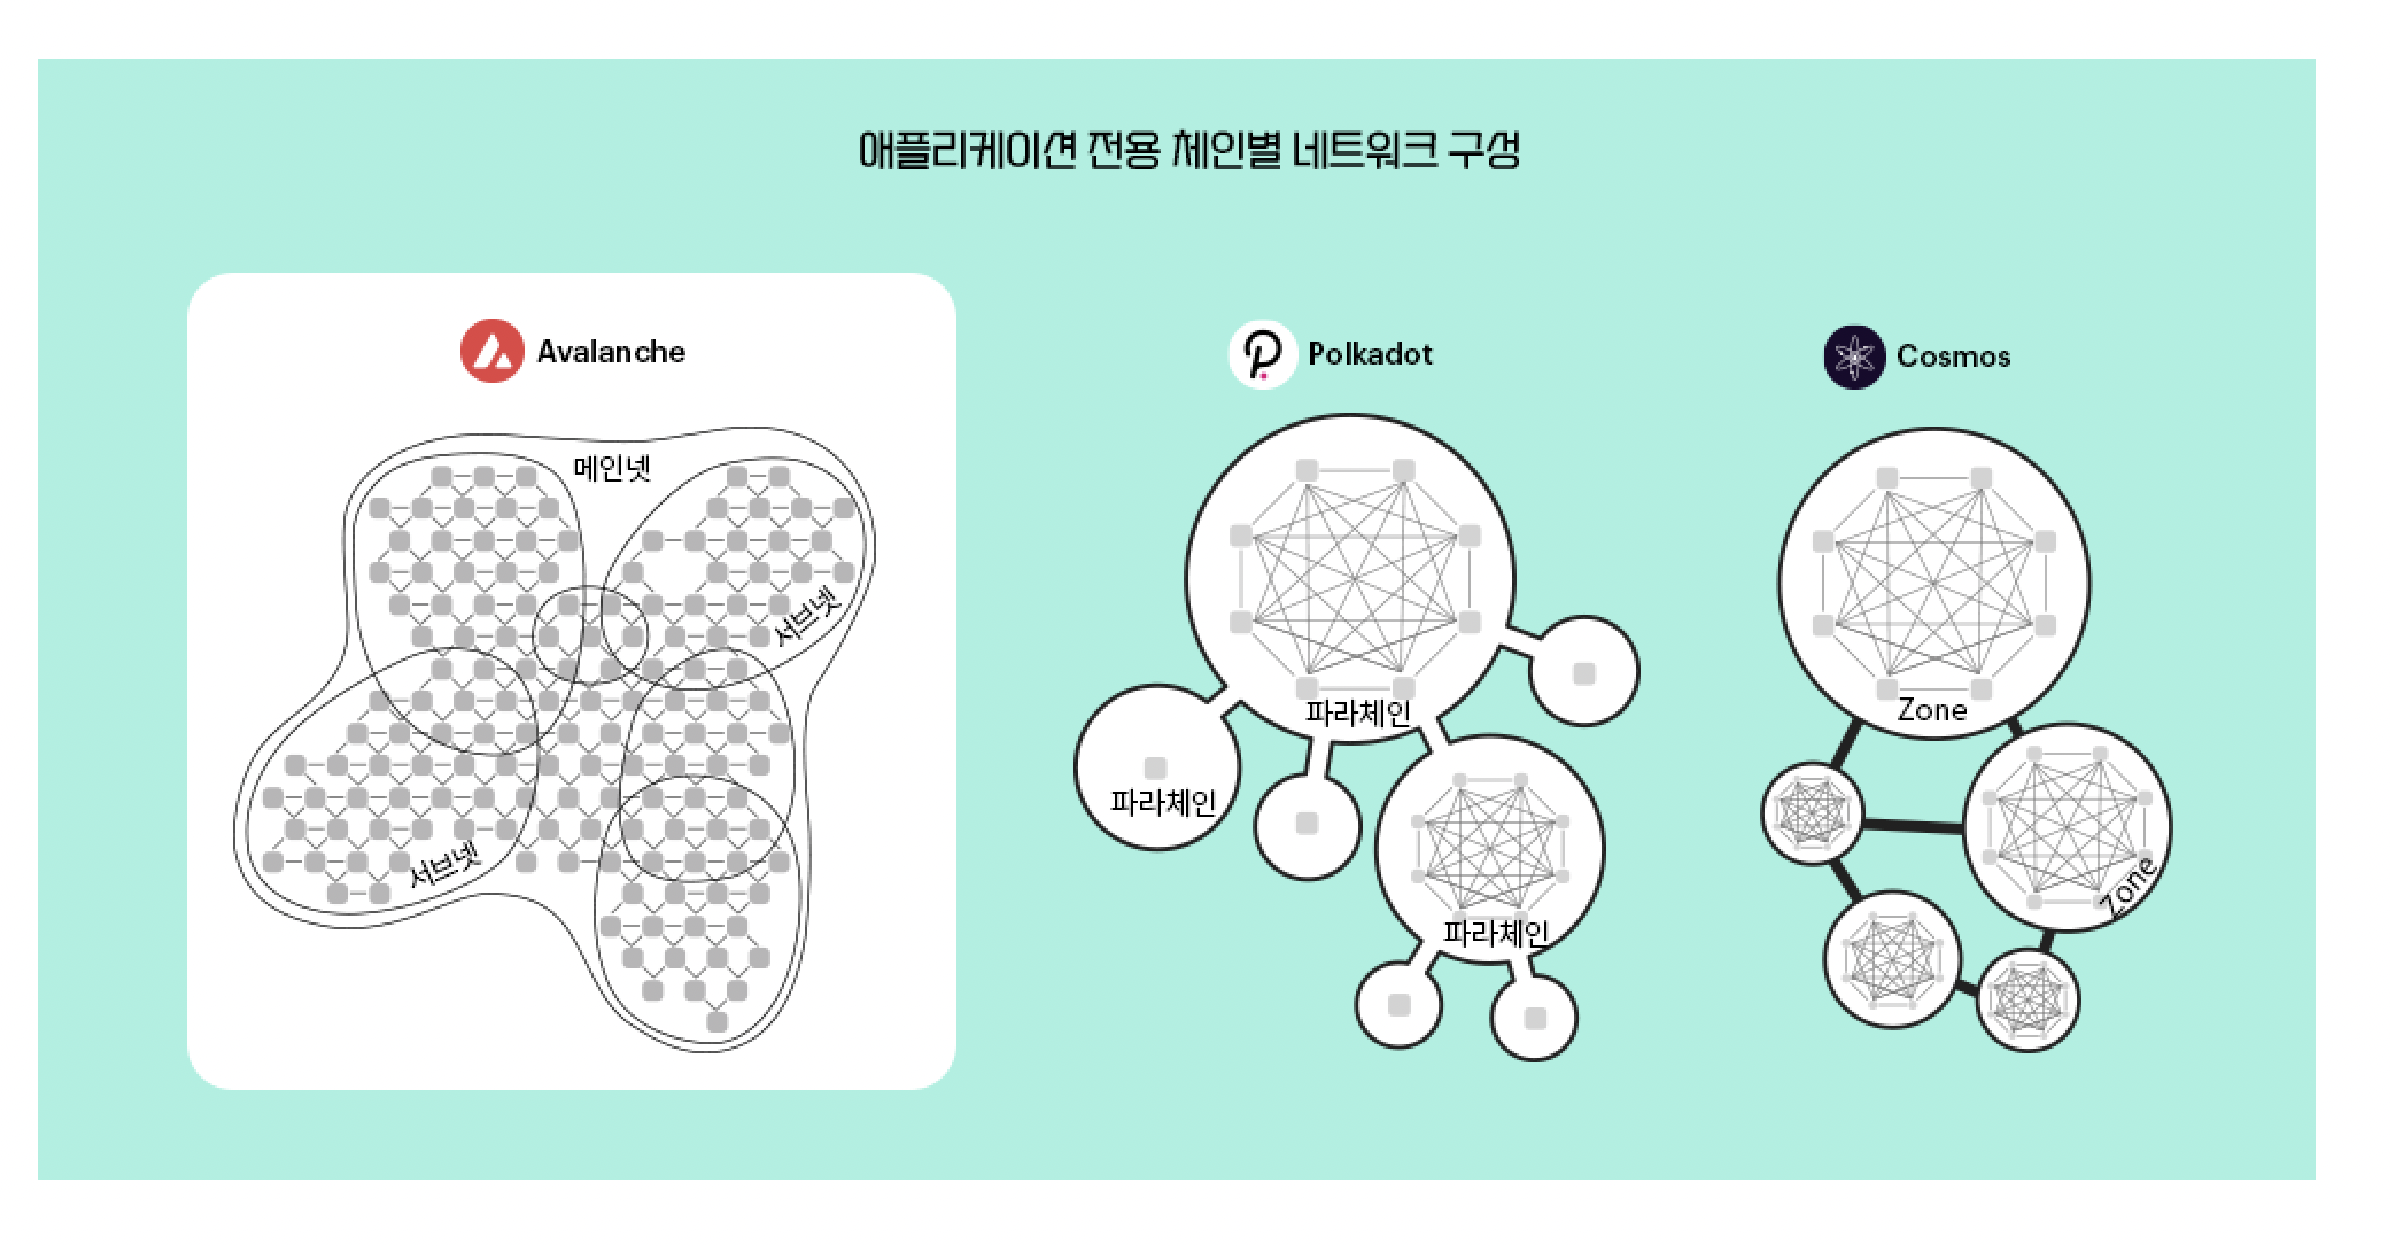 애플리케이션 전용 체인별 네트워크 구성
Avalanche
메인넷
서브넷
서브넷
Polkadot
파라체인
파라체인
파라체인
Cosmos
Zone
Zone